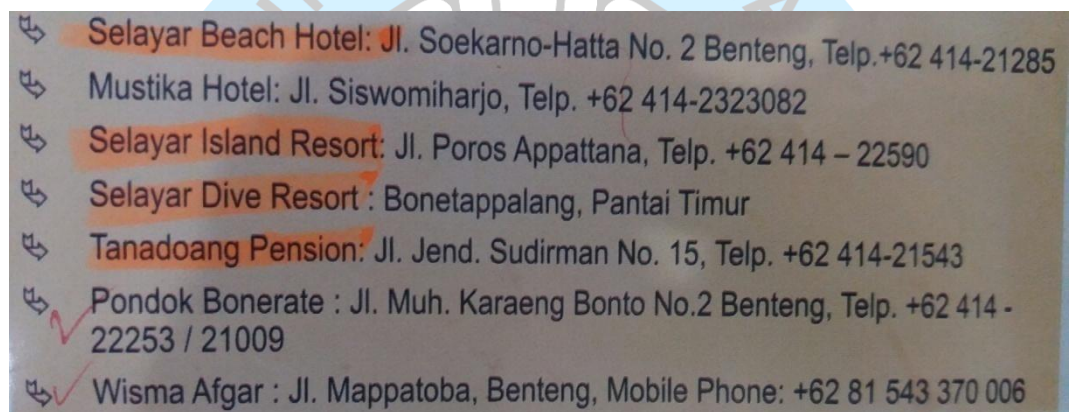 Selayar Beach Hotel: Jl. Soekarno-Hatta No. 2 Benteng, Telp.+62 414-21285
Mustika Hotel: Jl. Siswomiharjo, Telp. +62 414-2323082
Selayar Island Resort: Jl. Poros Appattana, Telp. +62 414 – 22590
Selayar Dive Resort : Bonetappalang, Pantai Timur
Tanadoang Pension: Jl. Jend. Sudirman No. 15, Telp. +62 414-21543
Pondok Bonerate : Jl. Muh. Karaeng Bonto No.2 Benteng, Telp. +62 414 -
22253 / 21009
Wisma Afgar : Jl. Mappatoba, Benteng, Mobile Phone: +62 81 543 370 006